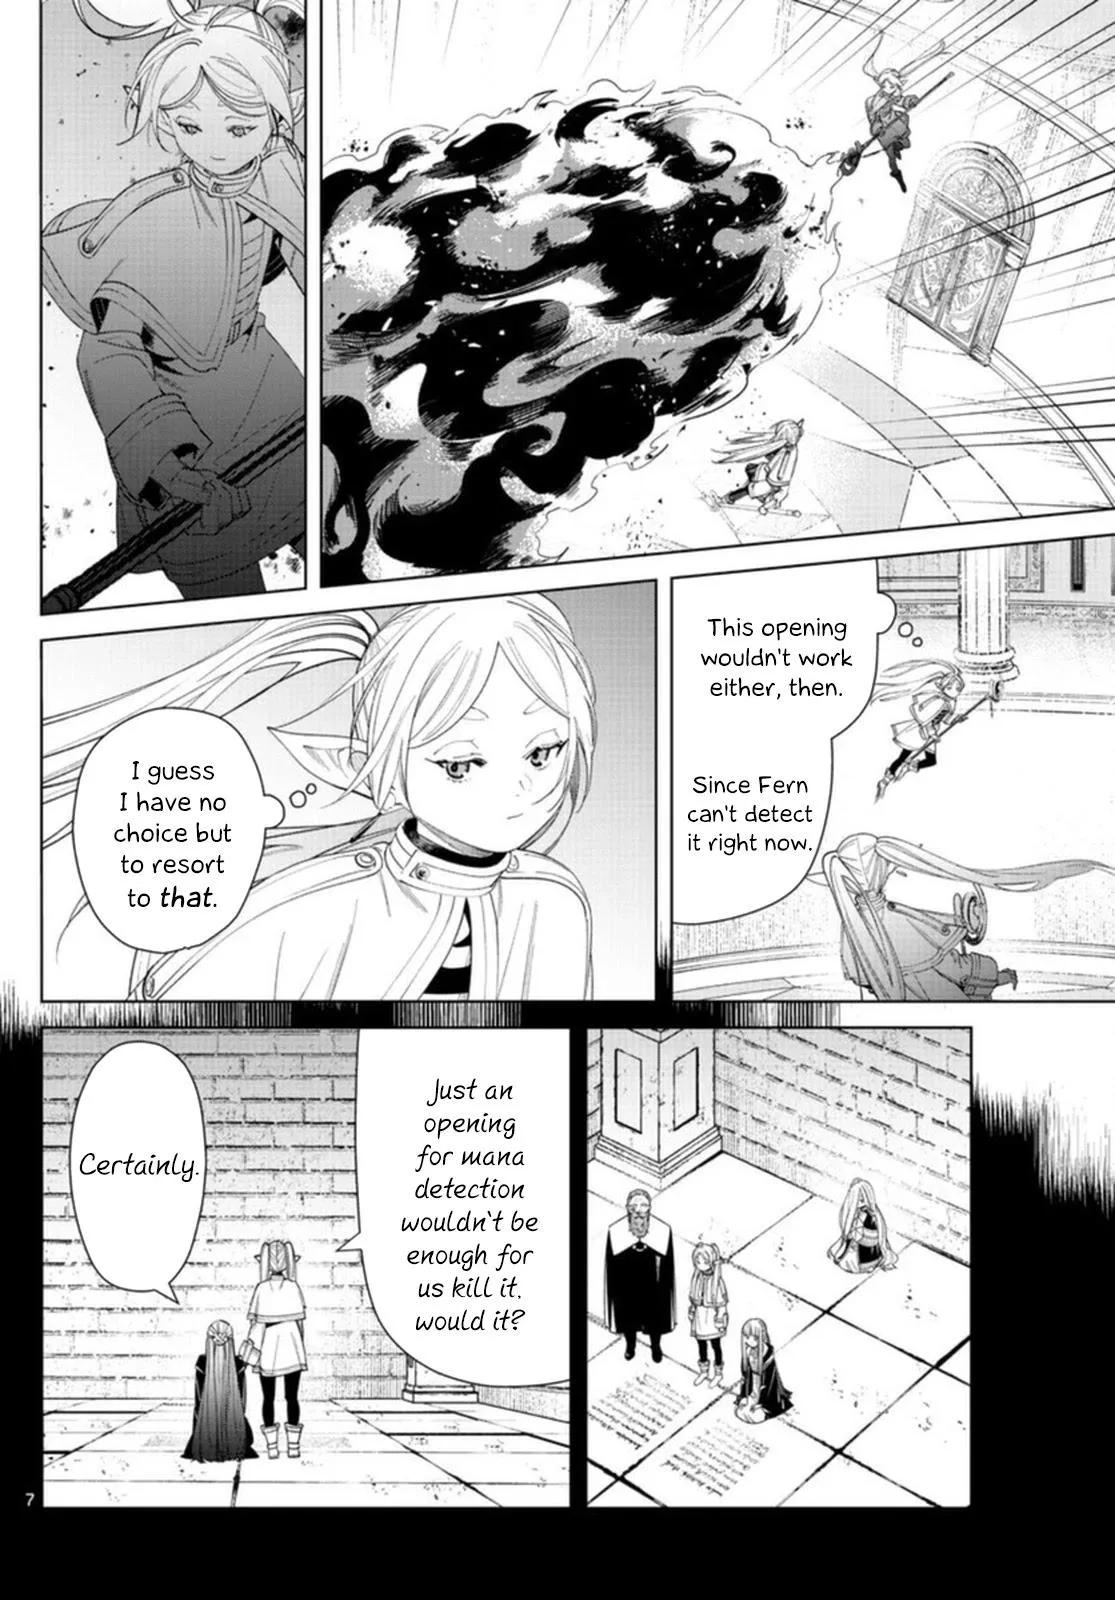 This opening
wouldn't work
either, then.
Since Fern
can't detect
it right now.
I guess
I have no
choice but
to resort
to that.
Just an
opening
for mana
detection
wouldn't be
enough for
us kill it,
would it?
Certainly.
7